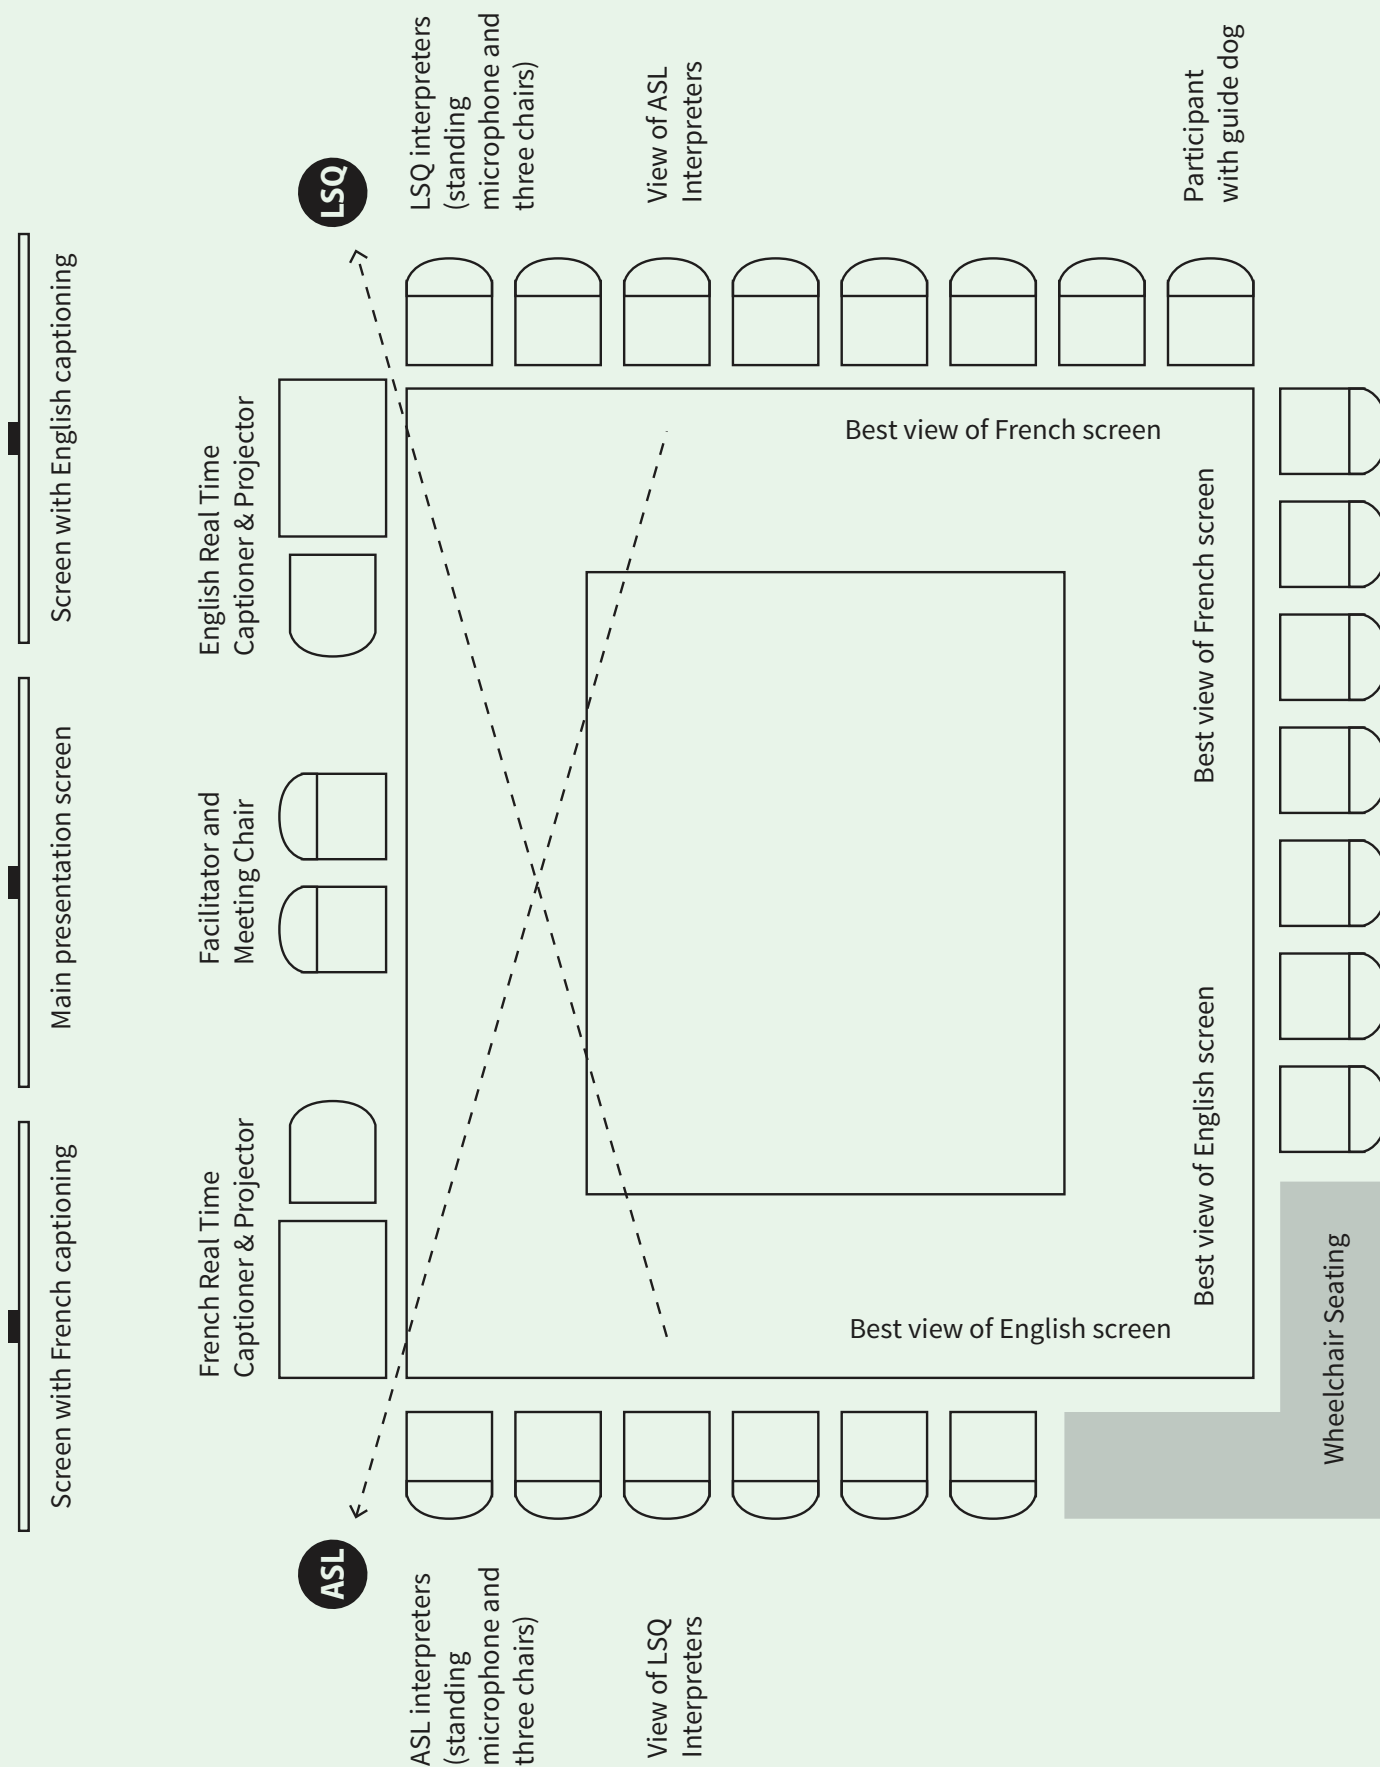 Screen with French captioning
Main presentation screen
Screen with English captioning
French Real Time
Captioner & Projector
Facilitator and
Meeting Chair
English Real Time
Captioner & Projector
ASL
LSQ
ASL interpreters
(standing
microphone and
three chairs)
LSQ interpreters
(standing
microphone and
three chairs)
View of LSQ
Interpreters
View of ASL
Interpreters
Best view of English screen
Best view of French screen
Best view of English screen
Best view of French screen
Participant
with guide dog
Wheelchair Seating